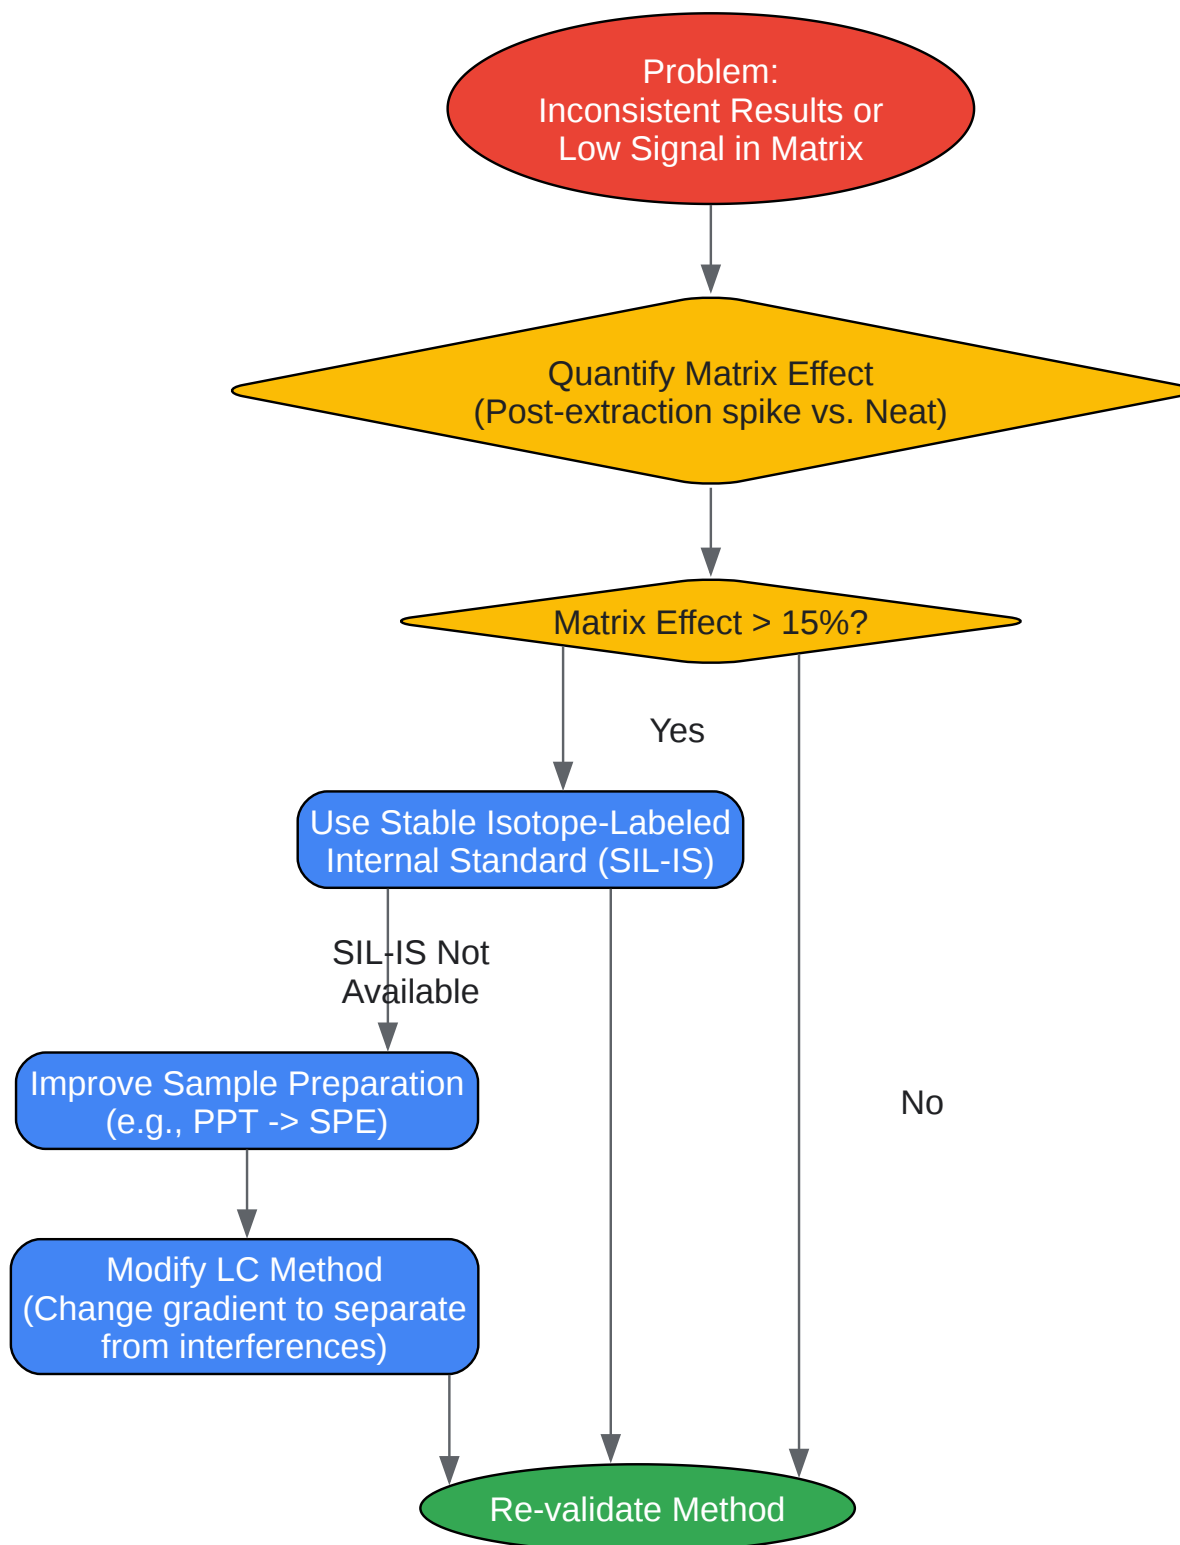 Problem:
Inconsistent Results or
Low Signal in Matrix
Quantify Matrix Effect
(Post-extraction spike vs. Neat)
Matrix Effect > 15%?
Yes
Use Stable Isotope-Labeled
Internal Standard (SIL-IS)
SIL-IS Not
Available
Improve Sample Preparation
(e.g., PPT -> SPE)
No
Modify LC Method
(Change gradient to separate
from interferences)
Re-validate Method